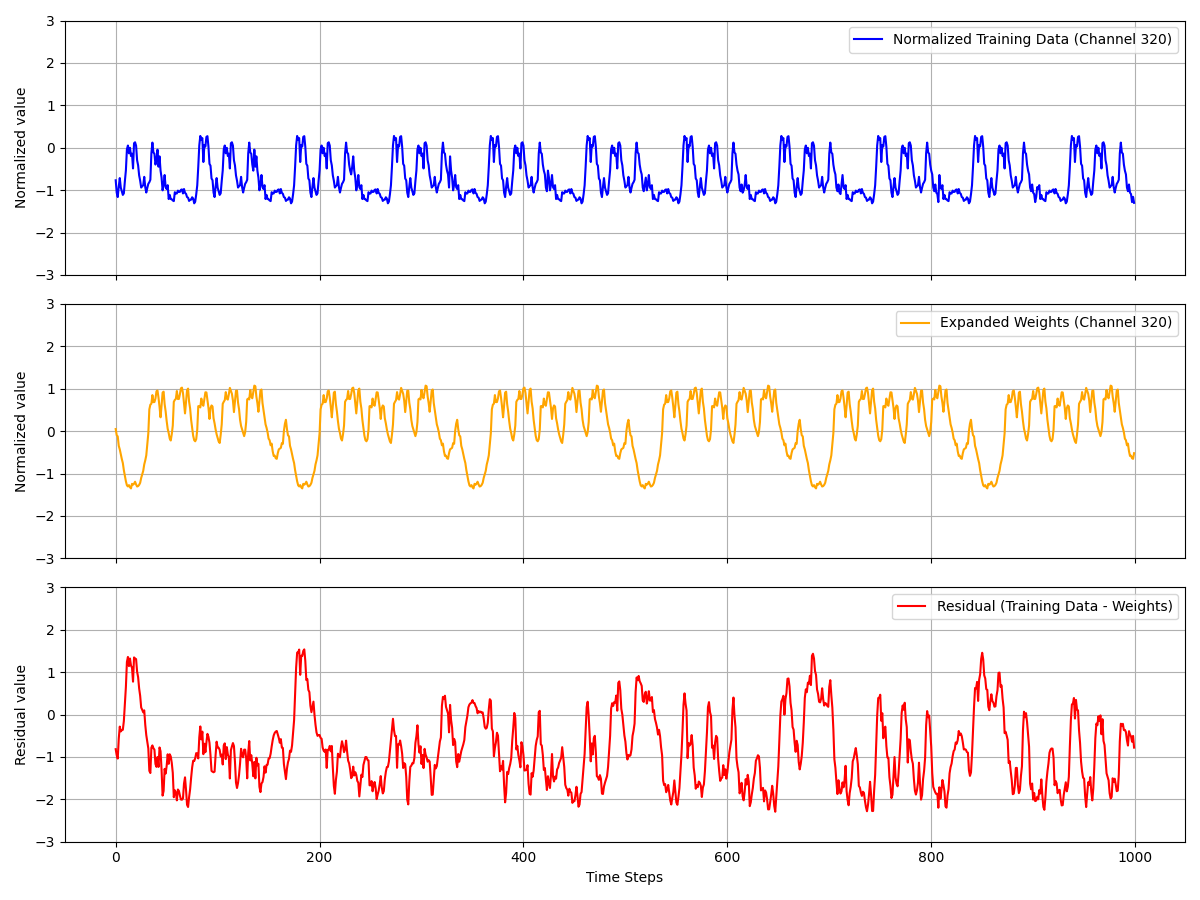 Normalized value
3
2
1
0
−1
−2
−3
Normalized Training Data (Channel 320)
Normalized value
3
2
1
0
−1
−2
−3
Expanded Weights (Channel 320)
Residual value
3
2
1
0
−1
−2
−3
Residual (Training Data - Weights)
0 200 400 600 800 1000
Time Steps